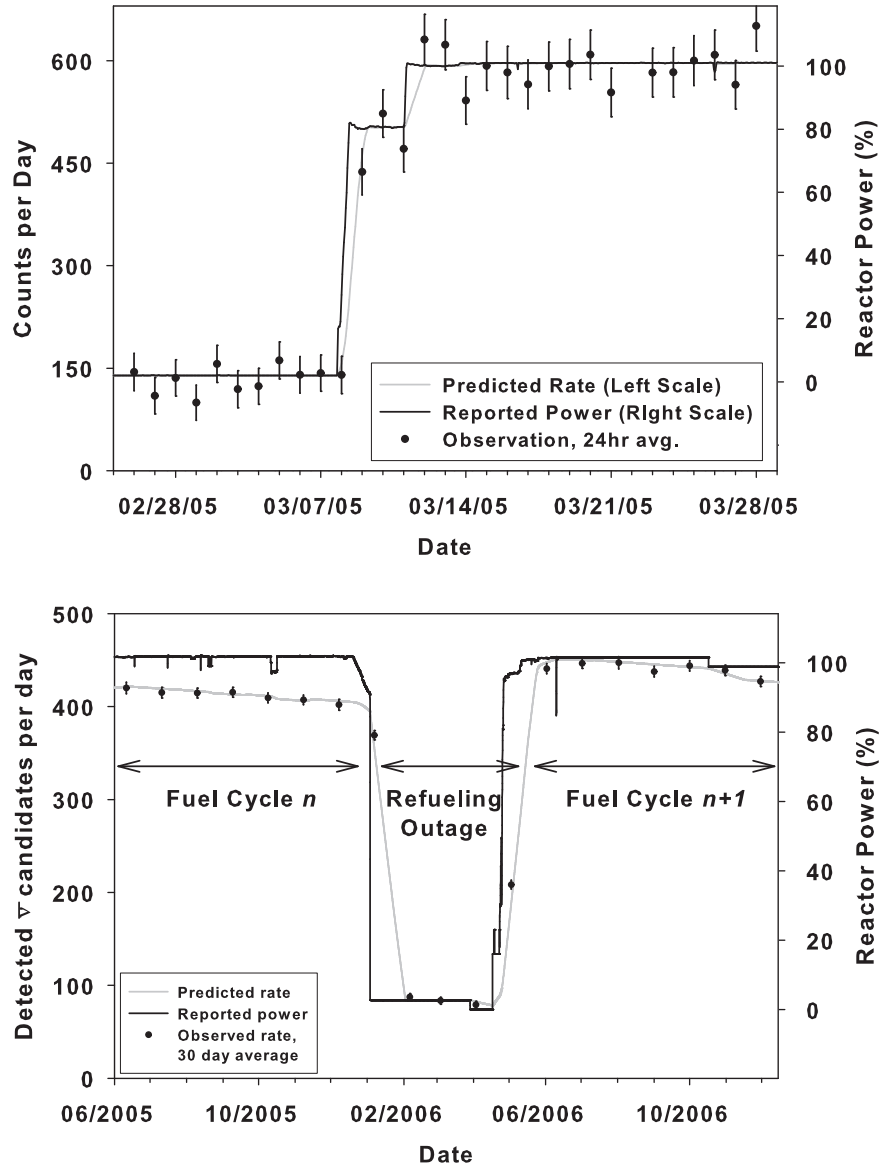 600
450
300
150
0
Counts per Day
100
80
60
40
20
0
Reactor Power (%)
Predicted Rate (Left Scale)
Reported Power (RIght Scale)
Observation, 24hr avg.
02/28/05 03/07/05 03/14/05 03/21/05 03/28/05
Date
500
400
300
200
100
0
Detected ν̅ candidates per day
100
80
60
40
20
0
Reactor Power (%)
Fuel Cycle n
Refueling
Outage
Fuel Cycle n+1
Predicted rate
Reported power
Observed rate,
30 day average
06/2005 10/2005 02/2006 06/2006 10/2006
Date